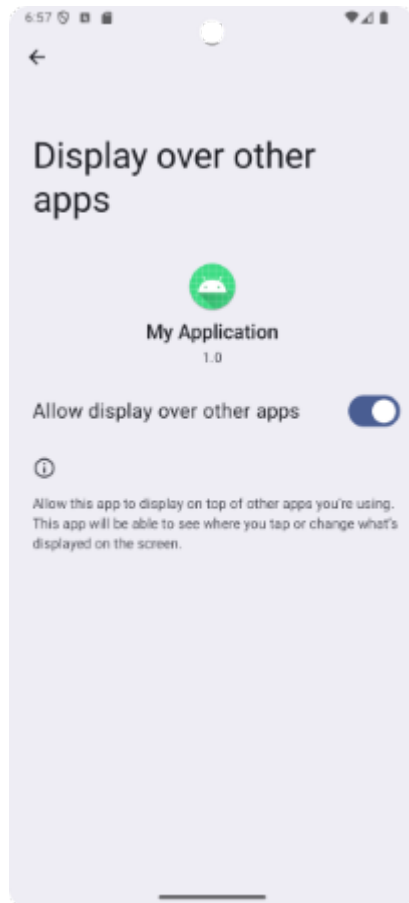 6:57
Display over other
apps
My Application
1.0
Allow display over other apps
Allow this app to display on top of other apps you're using.
This app will be able to see where you tap or change what's
displayed on the screen.